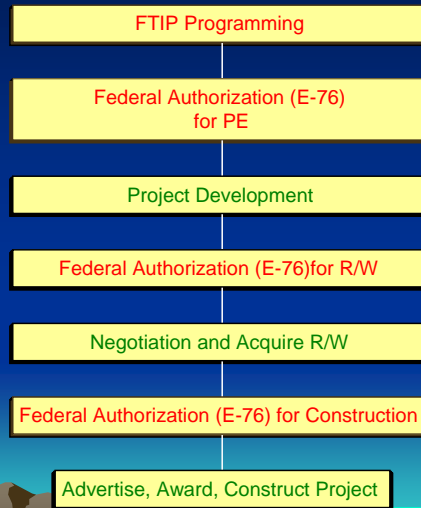 FTIP Programming
Federal Authorization (E-76)
for PE
Project Development
Federal Authorization (E-76)for R/W
Negotiation and Acquire R/W
Federal Authorization (E-76) for Construction
Advertise, Award, Construct Project